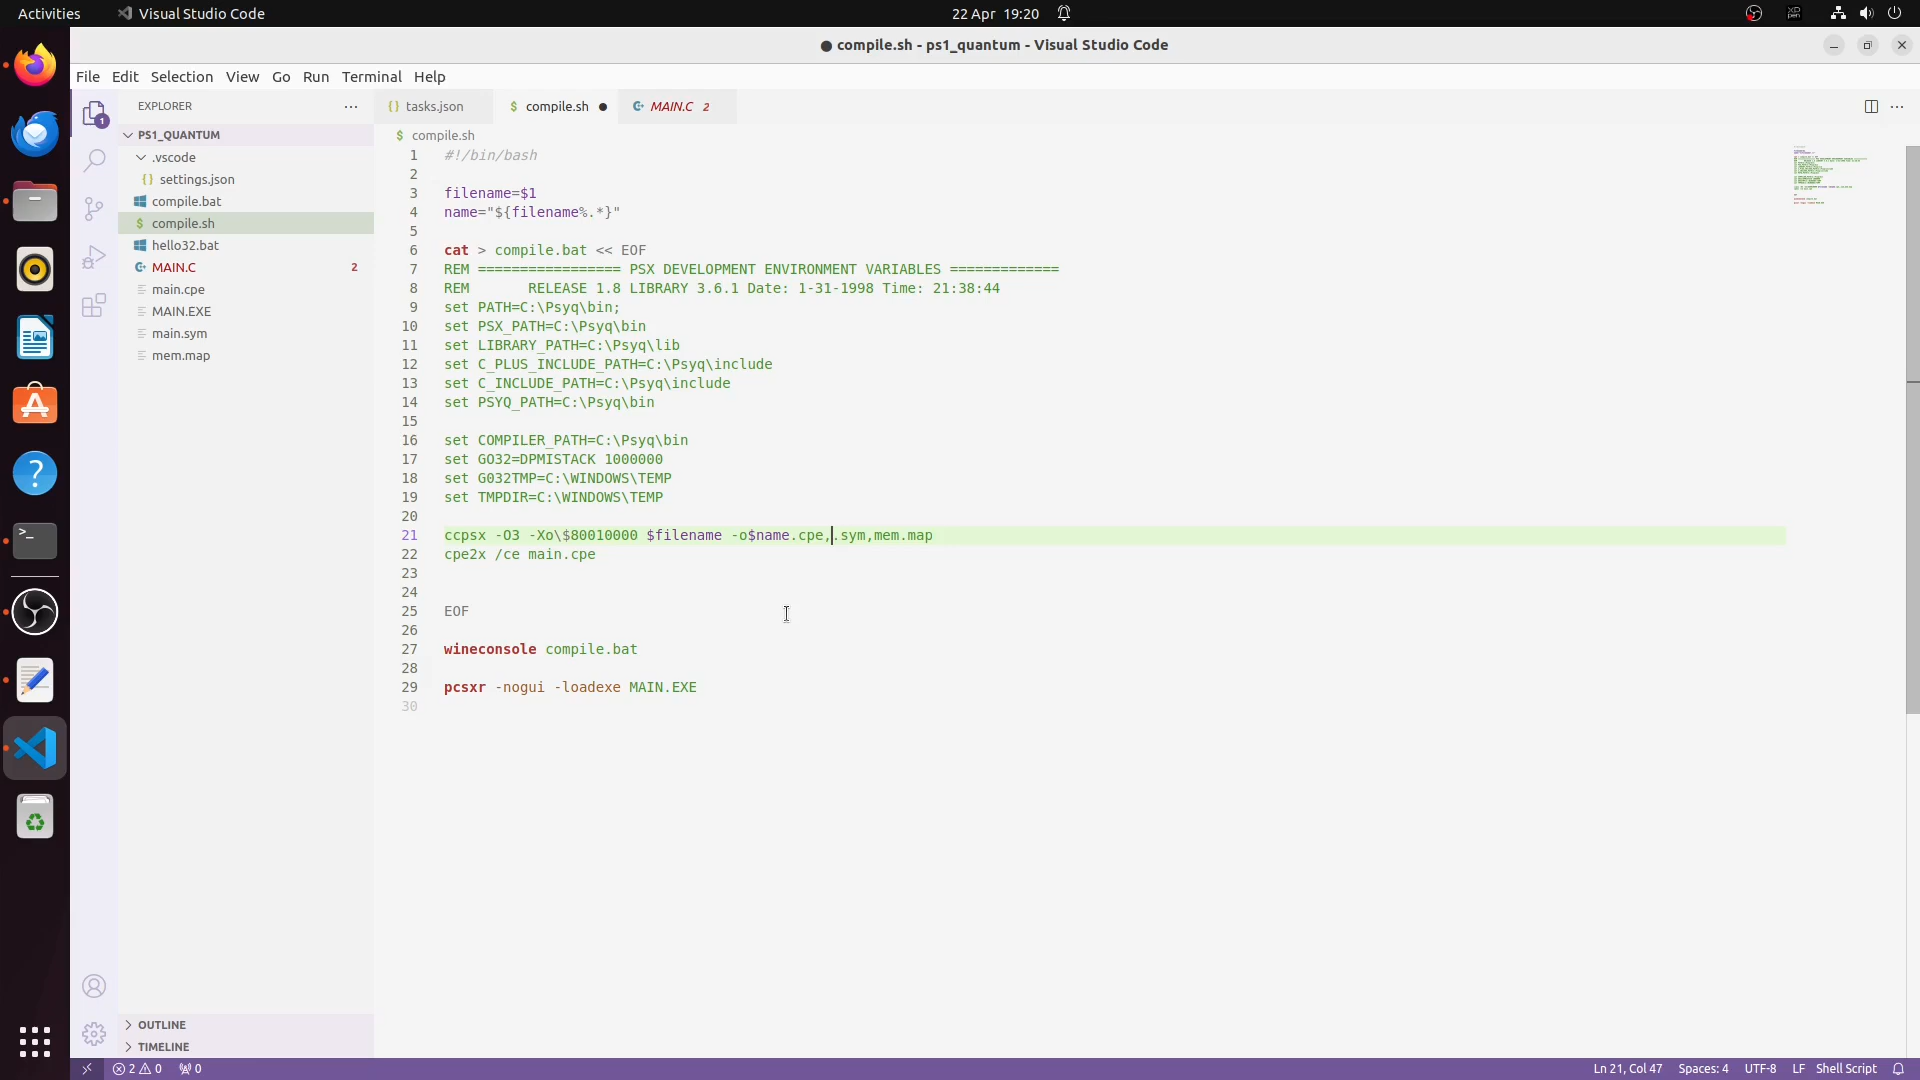 Activities
Visual Studio Code
22 Apr 19:20
XP
pen
● compile.sh - ps1_quantum - Visual Studio Code
File Edit Selection View Go Run Terminal Help
EXPLORER
tasks.json
$ compile.sh
MAIN.C 2
PS1_QUANTUM
.vscode
{} settings.json
compile.bat
$ compile.sh
hello32.bat
MAIN.C 2
main.cpe
MAIN.EXE
main.sym
mem.map
1
$ compile.sh
1 #!/bin/bash
2
3 filename=$1
4 name="${filename%.*}"
5
6 cat > compile.bat << EOF
7 REM ================= PSX DEVELOPMENT ENVIRONMENT VARIABLES =============
8 REM RELEASE 1.8 LIBRARY 3.6.1 Date: 1-31-1998 Time: 21:38:44
9 set PATH=C:\Psyq\bin;
10 set PSX_PATH=C:\Psyq\bin
11 set LIBRARY_PATH=C:\Psyq\lib
12 set C_PLUS_INCLUDE_PATH=C:\Psyq\include
13 set C_INCLUDE_PATH=C:\Psyq\include
14 set PSYQ_PATH=C:\Psyq\bin
15
16 set COMPILER_PATH=C:\Psyq\bin
17 set GO32=DPMISTACK 1000000
18 set G032TMP=C:\WINDOWS\TEMP
19 set TMPDIR=C:\WINDOWS\TEMP
20
21 ccpsx -O3 -Xo\$80010000 $filename -o$name.cpe,.sym,mem.map
22 cpe2x /ce main.cpe
23
24
25 EOF
26
27 wineconsole compile.bat
28
29 pcsxr -nogui -loadexe MAIN.EXE
30
OUTLINE
TIMELINE
2 0 0
Ln 21, Col 47 Spaces: 4 UTF-8 LF Shell Script